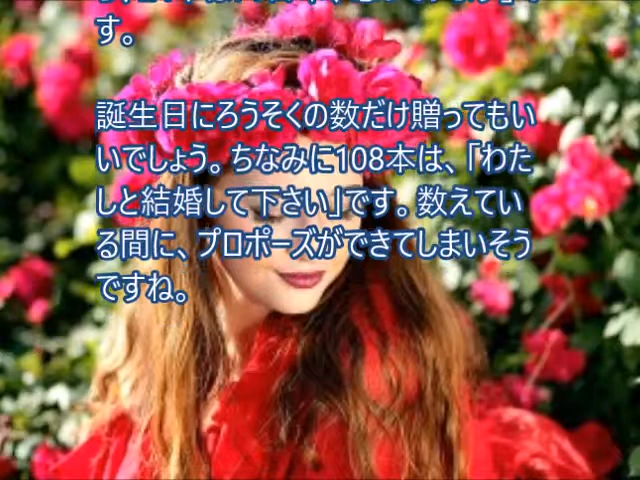 す。
誕生日にろうそくの数だけ贈ってもい
いでしょう。ちなみに108本は、「わた
しと結婚して下さい」です。数えてい
る間に、プロポーズができてしまいそう
ですね。